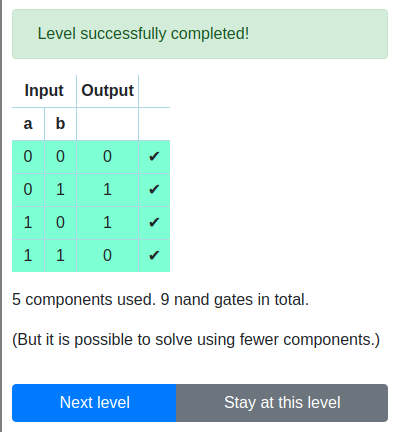 Level successfully completed!
Input Output
a b
0 0 0 ✔
0 1 1 ✔
1 0 1 ✔
1 1 0 ✔
5 components used. 9 nand gates in total.
(But it is possible to solve using fewer components.)
Next level Stay at this level